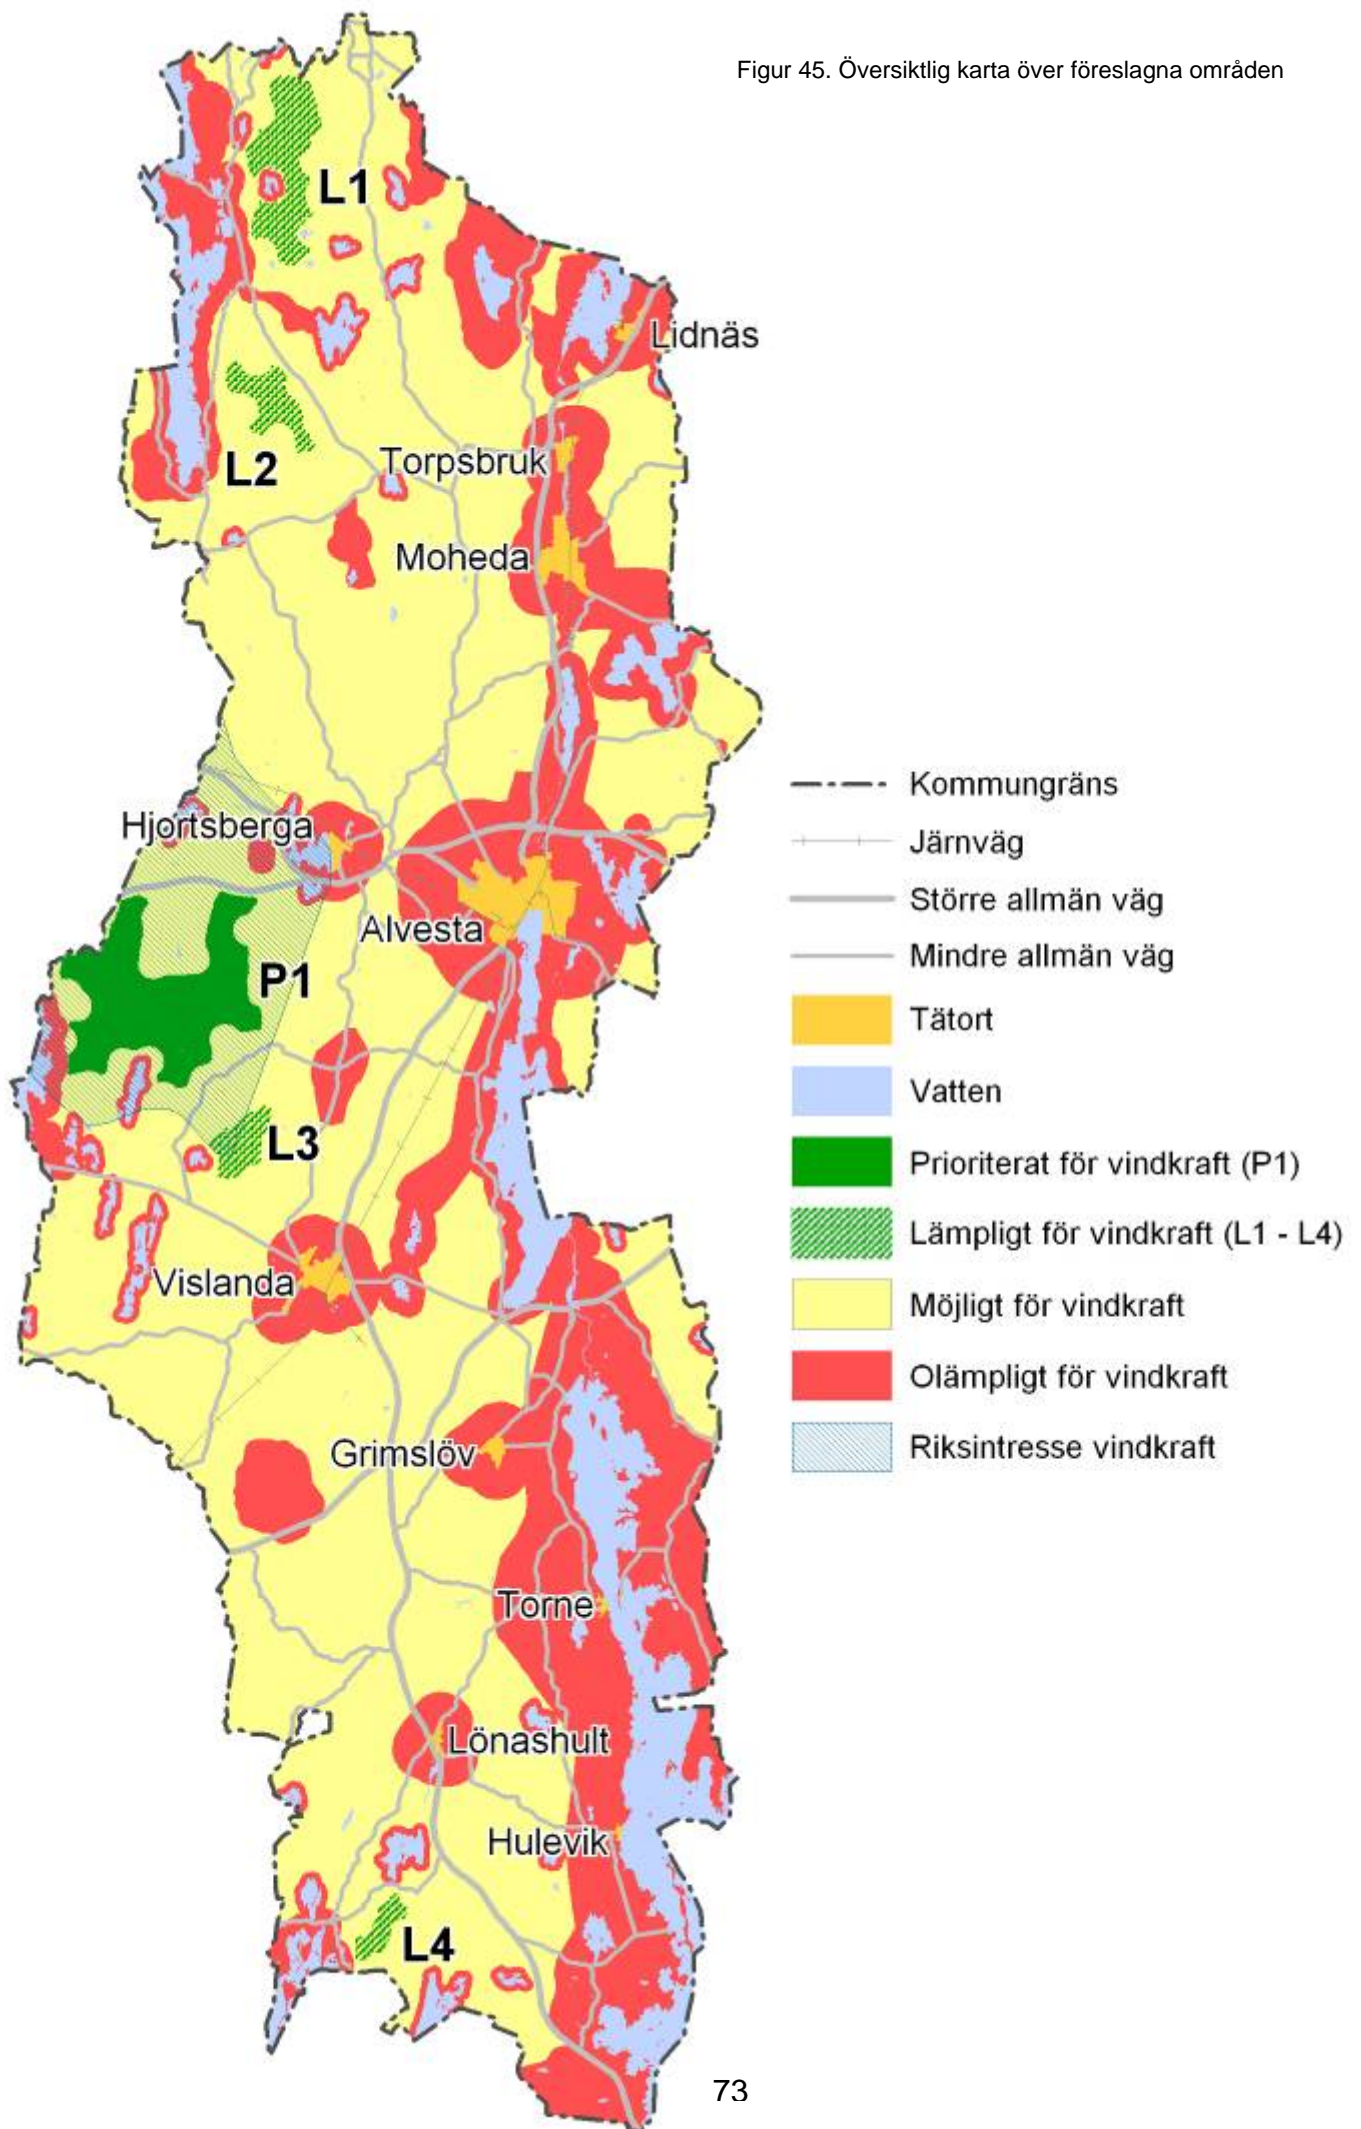 Figur 45. Översiktlig karta över föreslagna områden
L1
Lidnäs
L2
Torpsbruk
Moheda
Kommungräns
Hjortsberga
Järnväg
Större allmän väg
Alvesta
Mindre allmän väg
P1
Tätort
Vatten
L3
Prioriterat för vindkraft (P1)
Lämpligt för vindkraft (L1 - L4)
Vislanda
Möjligt för vindkraft
Olämpligt för vindkraft
Grimslöv
Riksintresse vindkraft
Torne
Lönashult
Hulevik
L4
73